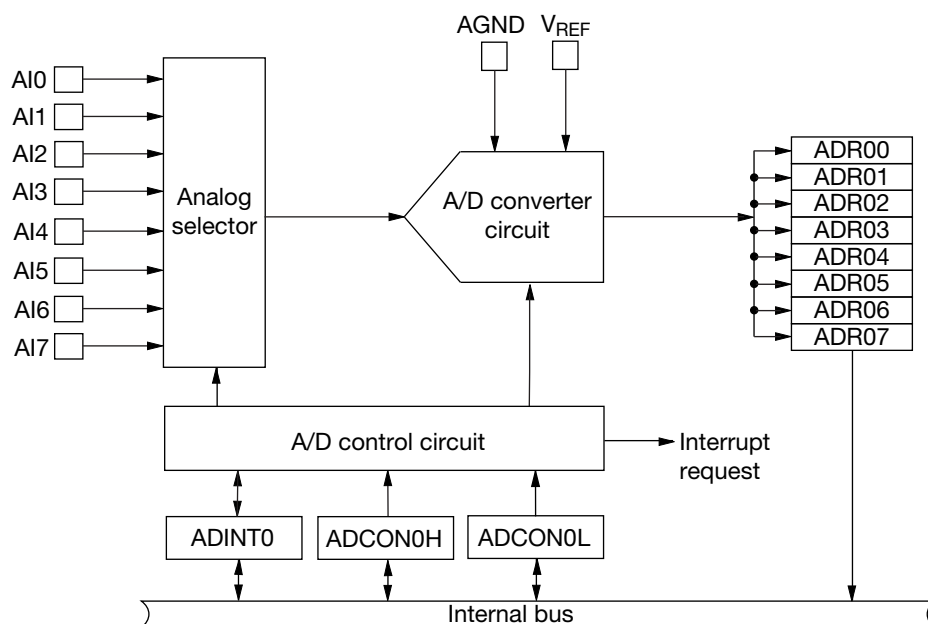 AGND
VREF
AI0
AI1
AI2
AI3
AI4
AI5
AI6
AI7
Analog
selector
A/D converter
circuit
ADR00
ADR01
ADR02
ADR03
ADR04
ADR05
ADR06
ADR07
A/D control circuit
Interrupt
request
ADINT0
ADCON0H
ADCON0L
Internal bus